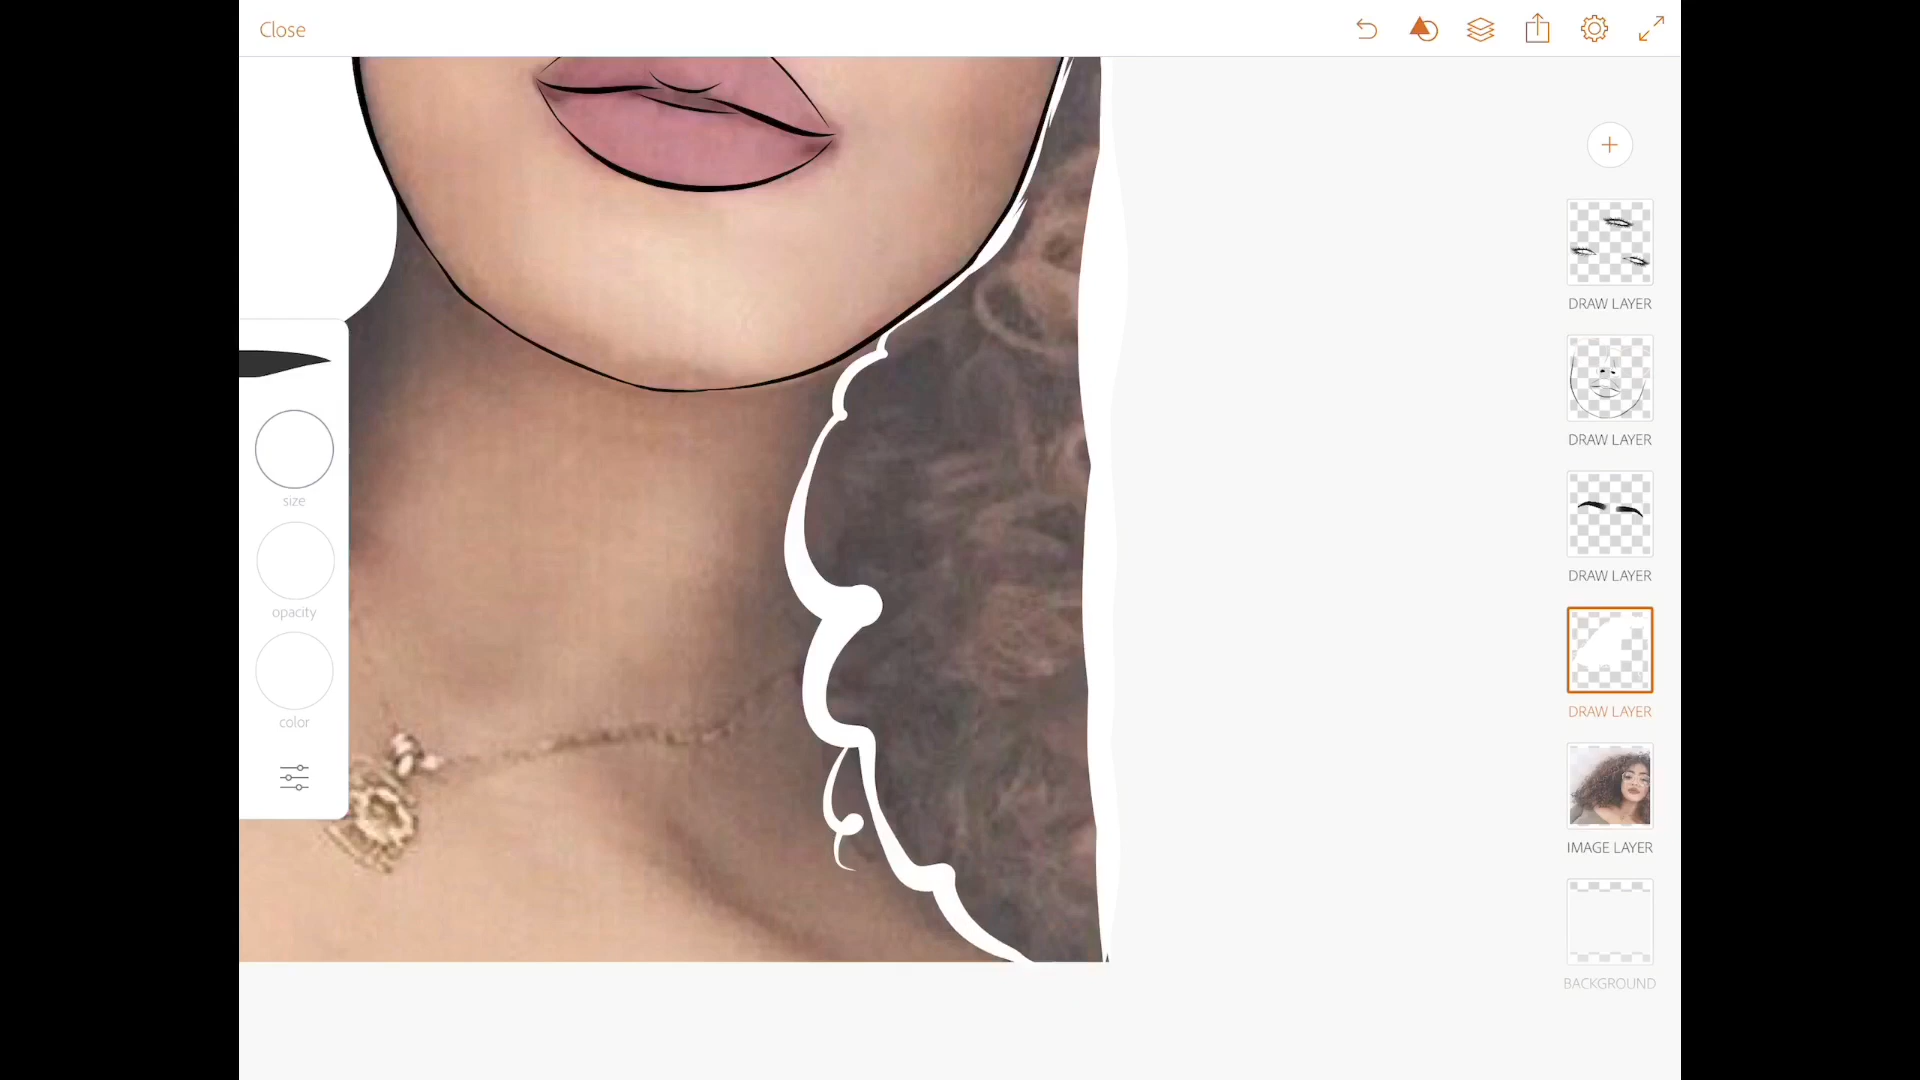 Close
DRAW LAYER
DRAW LAYER
size
DRAW LAYER
opacity
DRAW LAYER
color
IMAGE LAYER
BACKGROUND